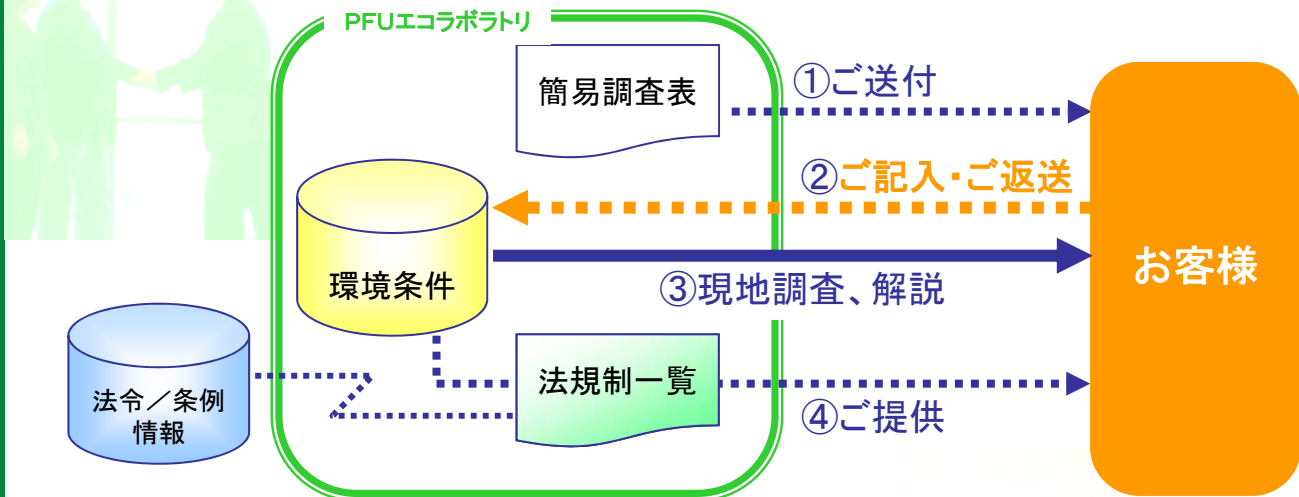 PFUエコラボラトリ
簡易調査表
①ご送付
②ご記入・ご返送
環境条件
③現地調査、解説
お客様
法令／条例
情報
法規制一覧
④ご提供